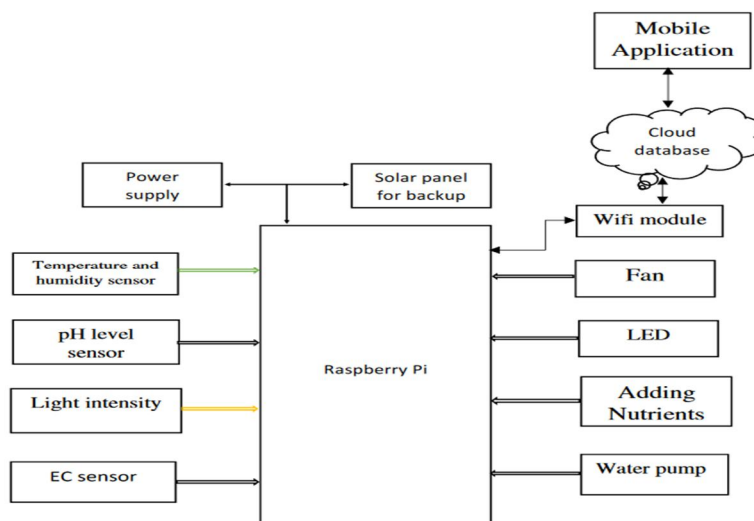 Mobile
Application
Cloud
database
Power
supply
Solar panel
for backup
Wifi module
Temperature and
humidity sensor
Fan
pH level
sensor
LED
Raspberry Pi
Light intensity
Adding
Nutrients
EC sensor
Water pump